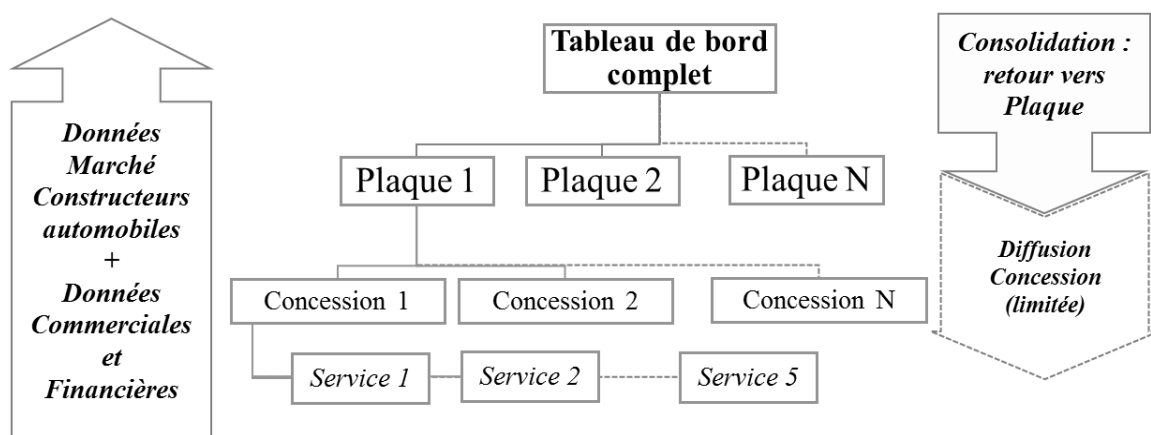 Tableau de bord
complet
Consolidation :
retour vers
Plaque
Données
Marché
Constructeurs
automobiles
+
Données
Commerciales
et
Financières
Plaque 1
Plaque 2
Plaque N
Diffusion
Concession
(limitée)
Concession 1
Concession 2
Concession N
Service 1
Service 2
Service 5